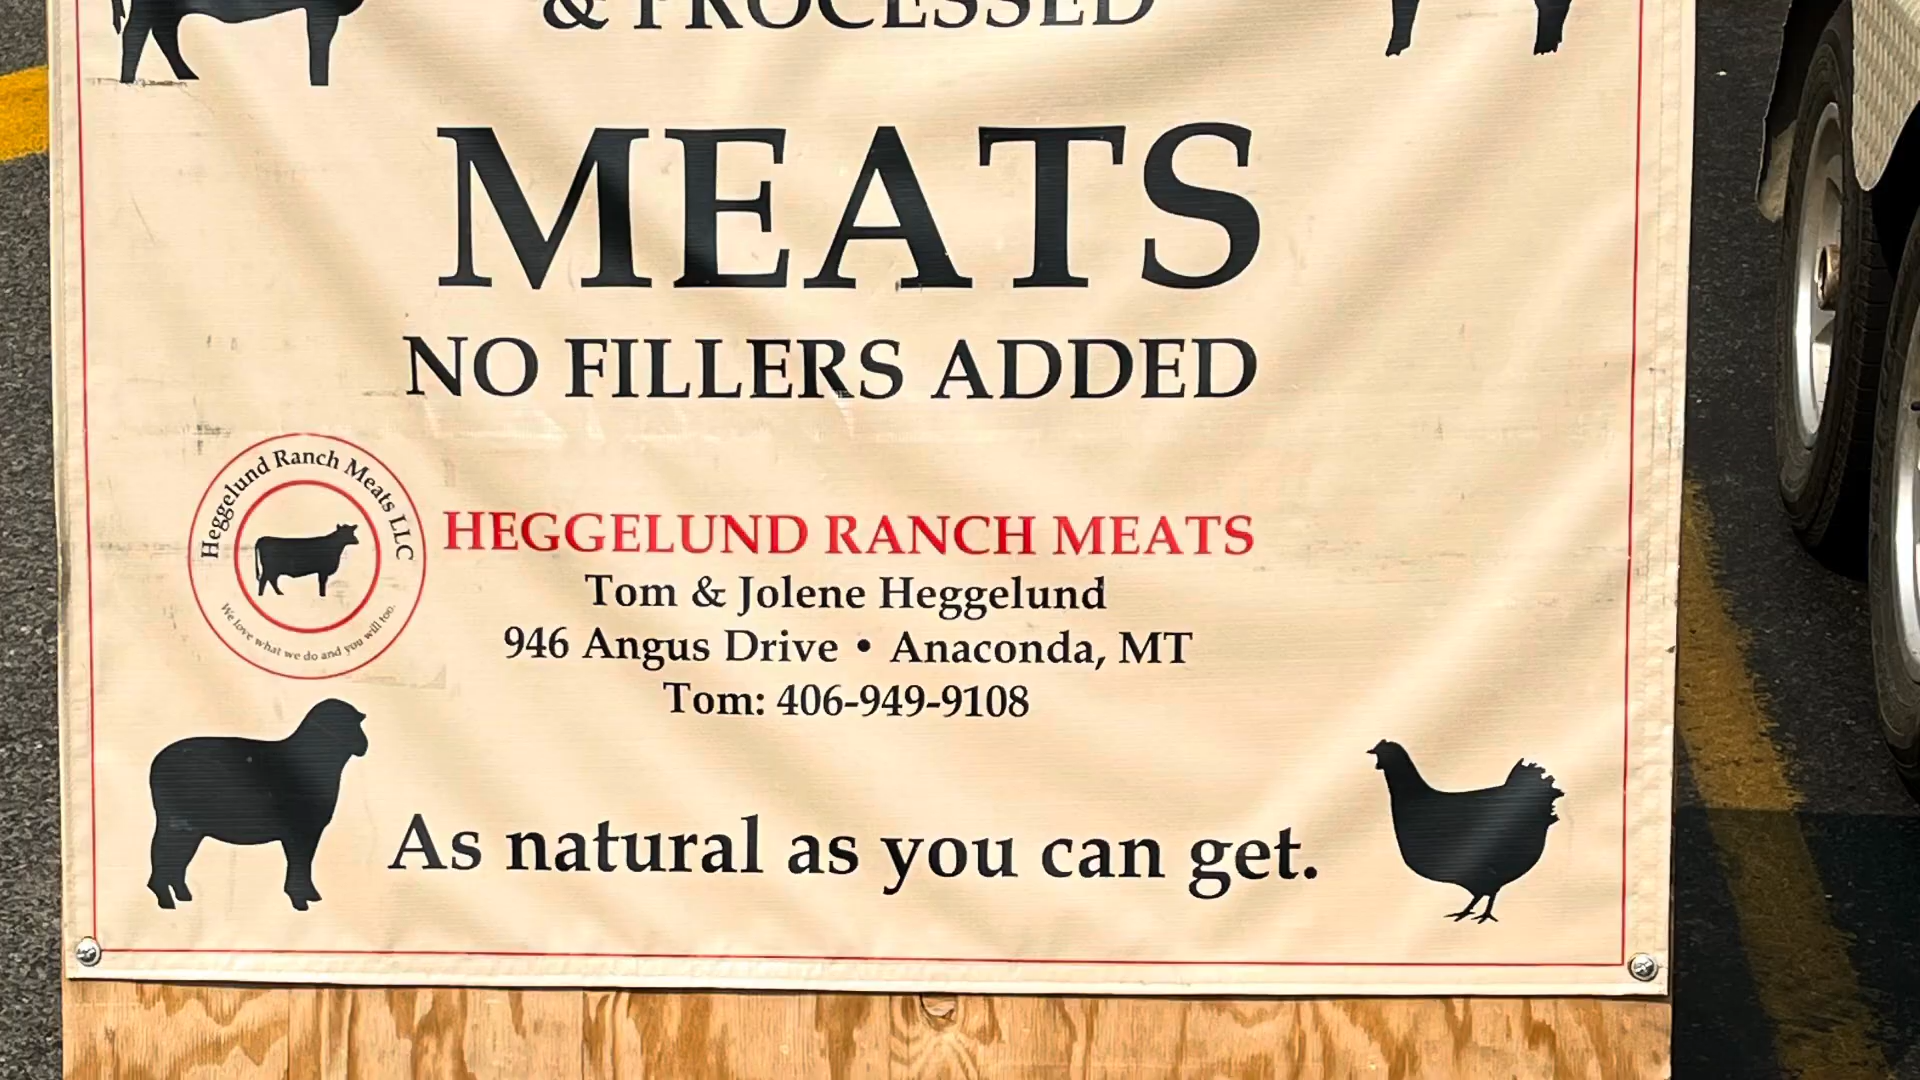 & PROCESSED
MEATS
NO FILLERS ADDED
Heggelund Ranch Meats LLC
We love what we do and you will too.
HEGGELUND RANCH MEATS
Tom & Jolene Heggelund
946 Angus Drive • Anaconda, MT
Tom: 406-949-9108
As natural as you can get.